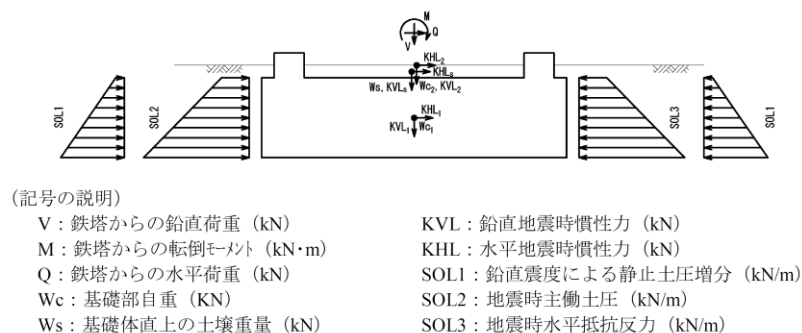 M
Q
V
KHL2
KHLs
Ws, KVLs Wc2, KVL2
KHL1
KVL1 Wc1
SOL1
SOL2
SOL3
SOL1
(記号の説明)
V:鉄塔からの鉛直荷重(kN)
M:鉄塔からの転倒モーメント(kN・m)
Q:鉄塔からの水平荷重(kN)
Wc:基礎部自重(KN)
Ws:基礎体直上の土壌重量(kN)
KVL:鉛直地震時慣性力(kN)
KHL:水平地震時慣性力(kN)
SOL1:鉛直震度による静止土圧増分(kN/m)
SOL2:地震時主働土圧(kN/m)
SOL3:地震時水平抵抗反力(kN/m)